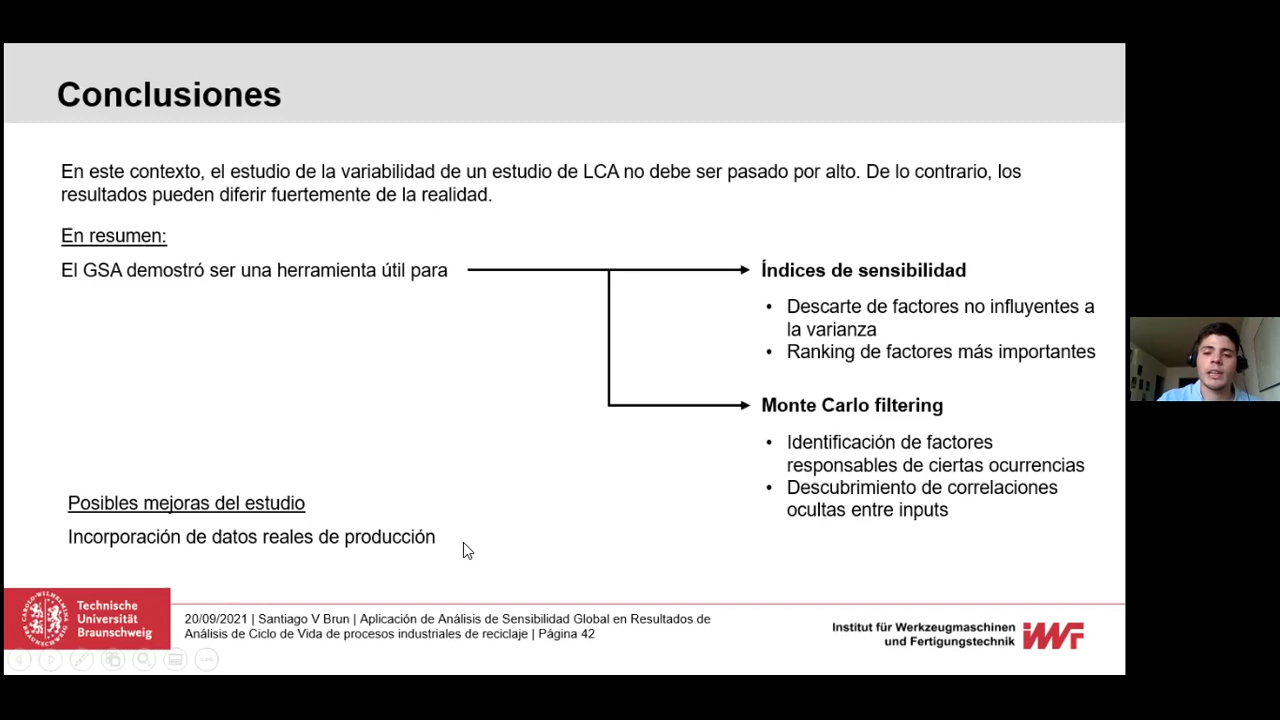 Conclusiones
En este contexto, el estudio de la variabilidad de un estudio de LCA no debe ser pasado por alto. De lo contrario, los
resultados pueden diferir fuertemente de la realidad.
En resumen:
El GSA demostró ser una herramienta útil para
Índices de sensibilidad
• Descarte de factores no influyentes a
la varianza
• Ranking de factores más importantes
Monte Carlo filtering
• Identificación de factores
responsables de ciertas ocurrencias
• Descubrimiento de correlaciones
ocultas entre inputs
Posibles mejoras del estudio
Incorporación de datos reales de producción
Technische
Universität
Braunschweig
20/09/2021 | Santiago V Brun | Aplicación de Análisis de Sensibilidad Global en Resultados de
Análisis de Ciclo de Vida de procesos industriales de reciclaje | Página 42
Institut für Werkzeugmaschinen
und Fertigungstechnik
iWF